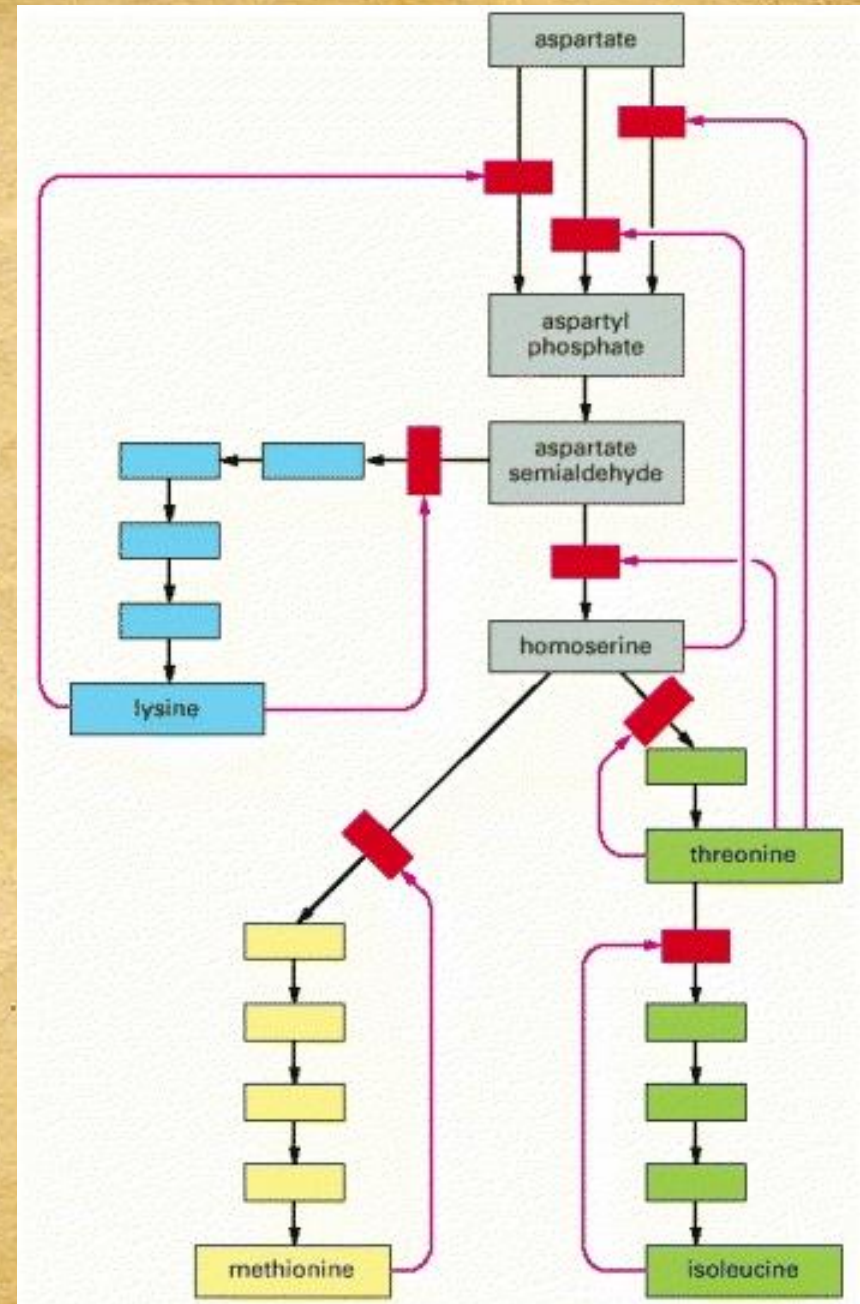 aspartate
aspartyl
phosphate
aspartate
semialdehyde
homoserine
lysine
threonine
methionine
isoleucine